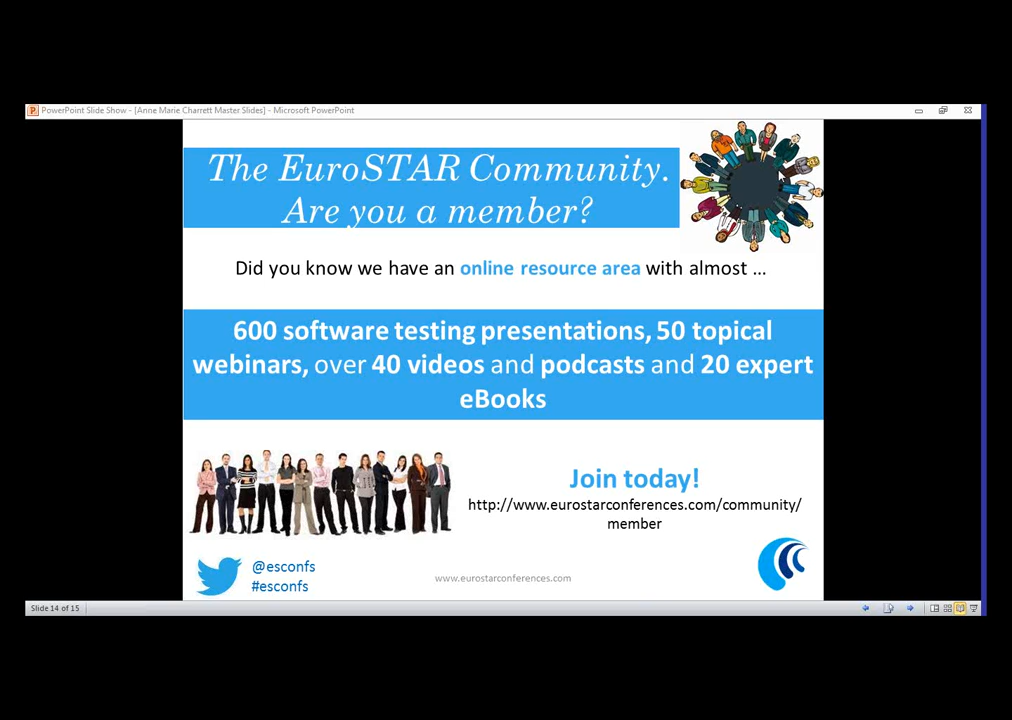 PowerPoint Slide Show - [Anne Marie Charrett Master Slides] - Microsoft PowerPoint
The EuroSTAR Community.
Are you a member?
Did you know we have an online resource area with almost ...
600 software testing presentations, 50 topical
webinars, over 40 videos and podcasts and 20 expert
eBooks
Join today!
http://www.eurostarconferences.com/community/
member
@esconfs
#esconfs
www.eurostarconferences.com
Slide 14 of 15